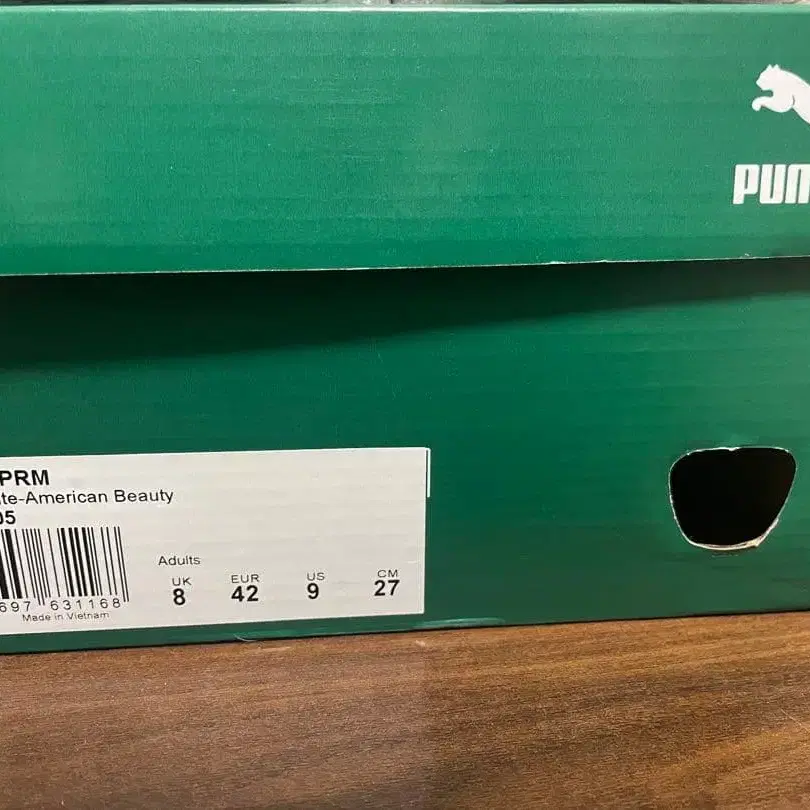 PUM
PRM
te-American Beauty
05
Adults
UK EUR US CM
8 42 9 27
697 631168
Made in Vietnam